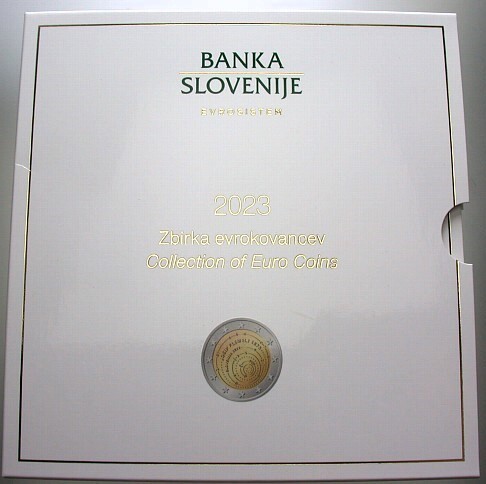 BANKA
SLOVENIJE
EVROSISTEM
2023
Zbirka evrokovancev
Collection of Euro Coins